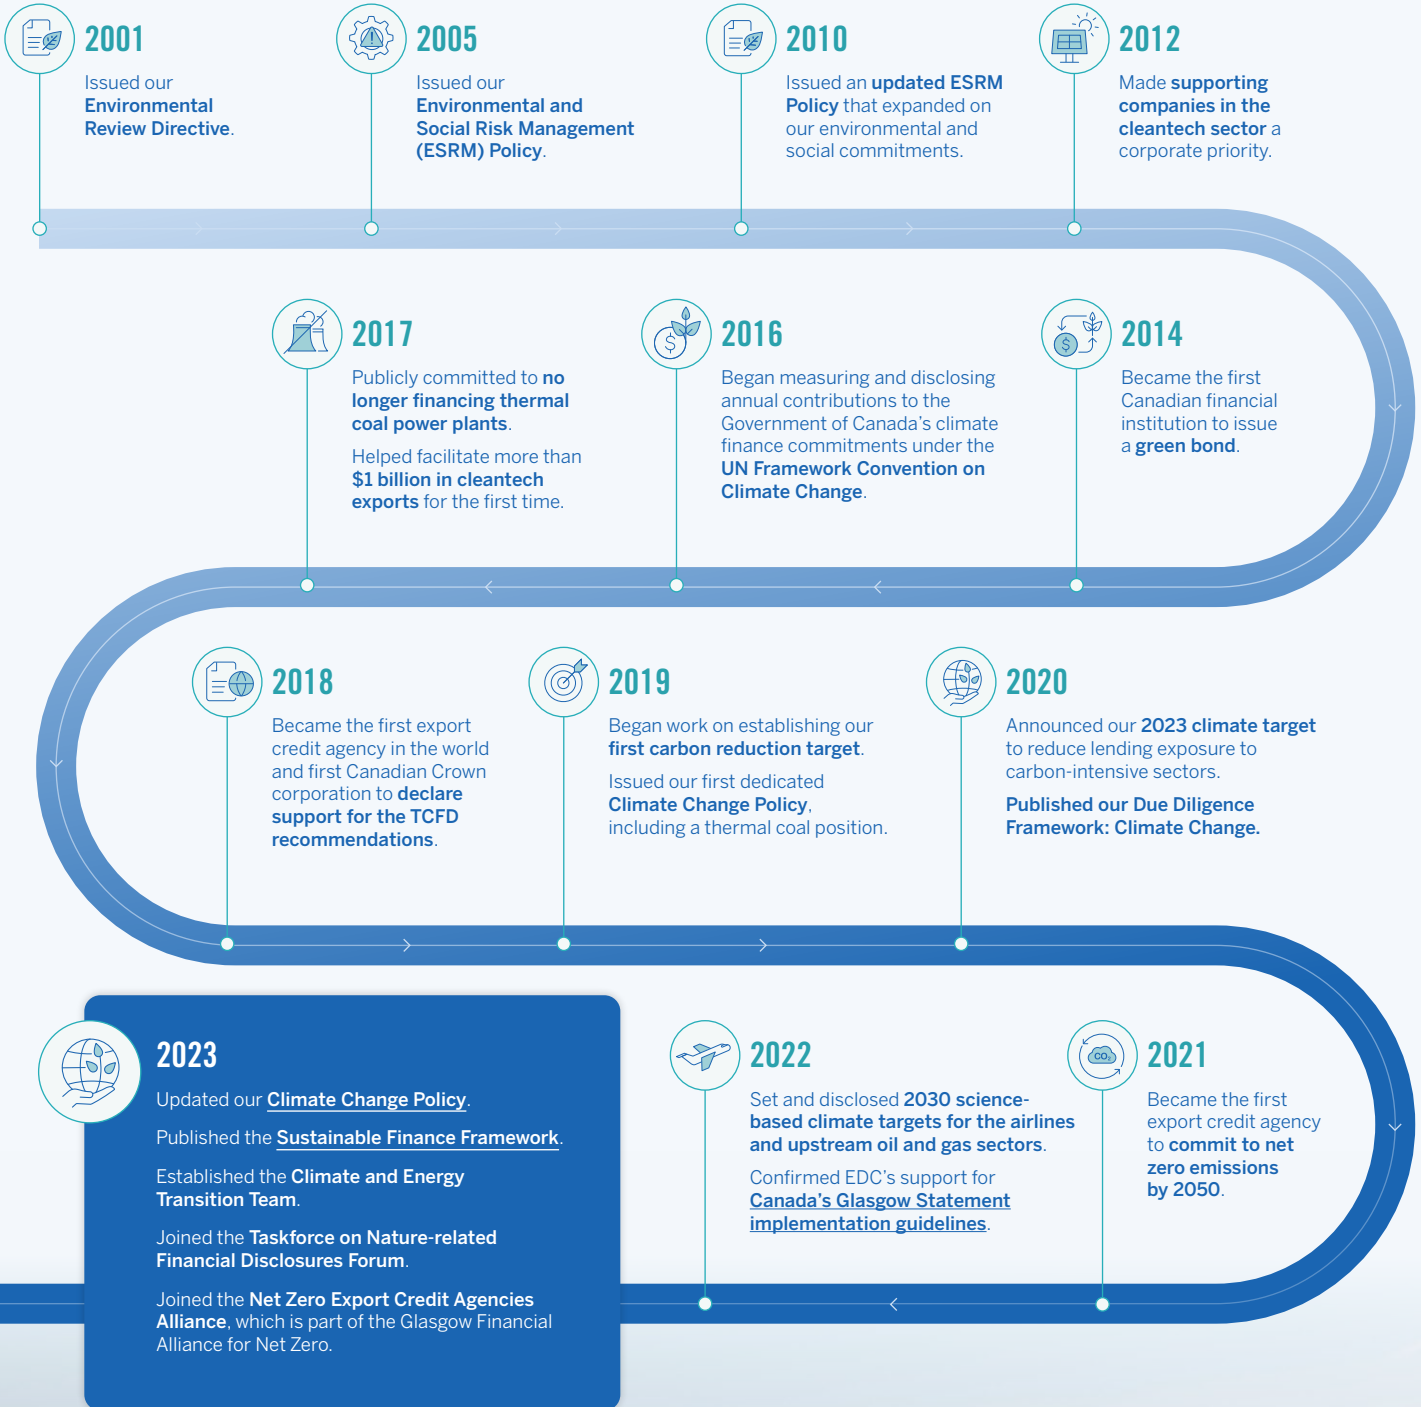 2001
Issued our
Environmental
Review Directive.
2005
Issued our
Environmental and
Social Risk Management
(ESRM) Policy.
2010
Issued an updated ESRM
Policy that expanded on
our environmental and
social commitments.
2012
Made supporting
companies in the
cleantech sector a
corporate priority.
2014
Became the first
Canadian financial
institution to issue
a green bond.
2016
Began measuring and disclosing
annual contributions to the
Government of Canada's climate
finance commitments under the
UN Framework Convention on
Climate Change.
2017
Publicly committed to no
longer financing thermal
coal power plants.
Helped facilitate more than
$1 billion in cleantech
exports for the first time.
2018
Became the first export
credit agency in the world
and first Canadian Crown
corporation to declare
support for the TCFD
recommendations.
2019
Began work on establishing our
first carbon reduction target.
Issued our first dedicated
Climate Change Policy,
including a thermal coal position.
2020
Announced our 2023 climate target
to reduce lending exposure to
carbon-intensive sectors.
Published our Due Diligence
Framework: Climate Change.
CO₂
2021
Became the first
export credit agency
to commit to net
zero emissions
by 2050.
2022
Set and disclosed 2030 science-
based climate targets for the airlines
and upstream oil and gas sectors.
Confirmed EDC's support for
Canada's Glasgow Statement
implementation guidelines.
2023
Updated our Climate Change Policy.
Published the Sustainable Finance Framework.
Established the Climate and Energy
Transition Team.
Joined the Taskforce on Nature-related
Financial Disclosures Forum.
Joined the Net Zero Export Credit Agencies
Alliance, which is part of the Glasgow Financial
Alliance for Net Zero.